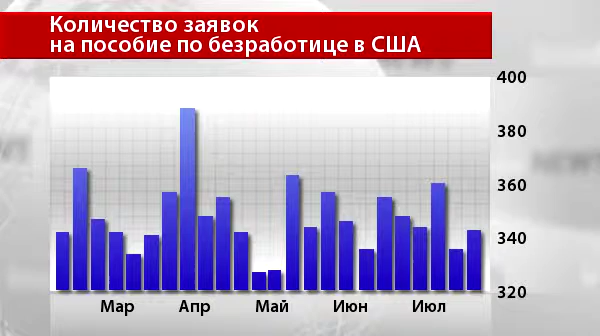 Количество заявок
на пособие по безработице в США
400
380
360
340
320
Мар Апр Май Июн Июл